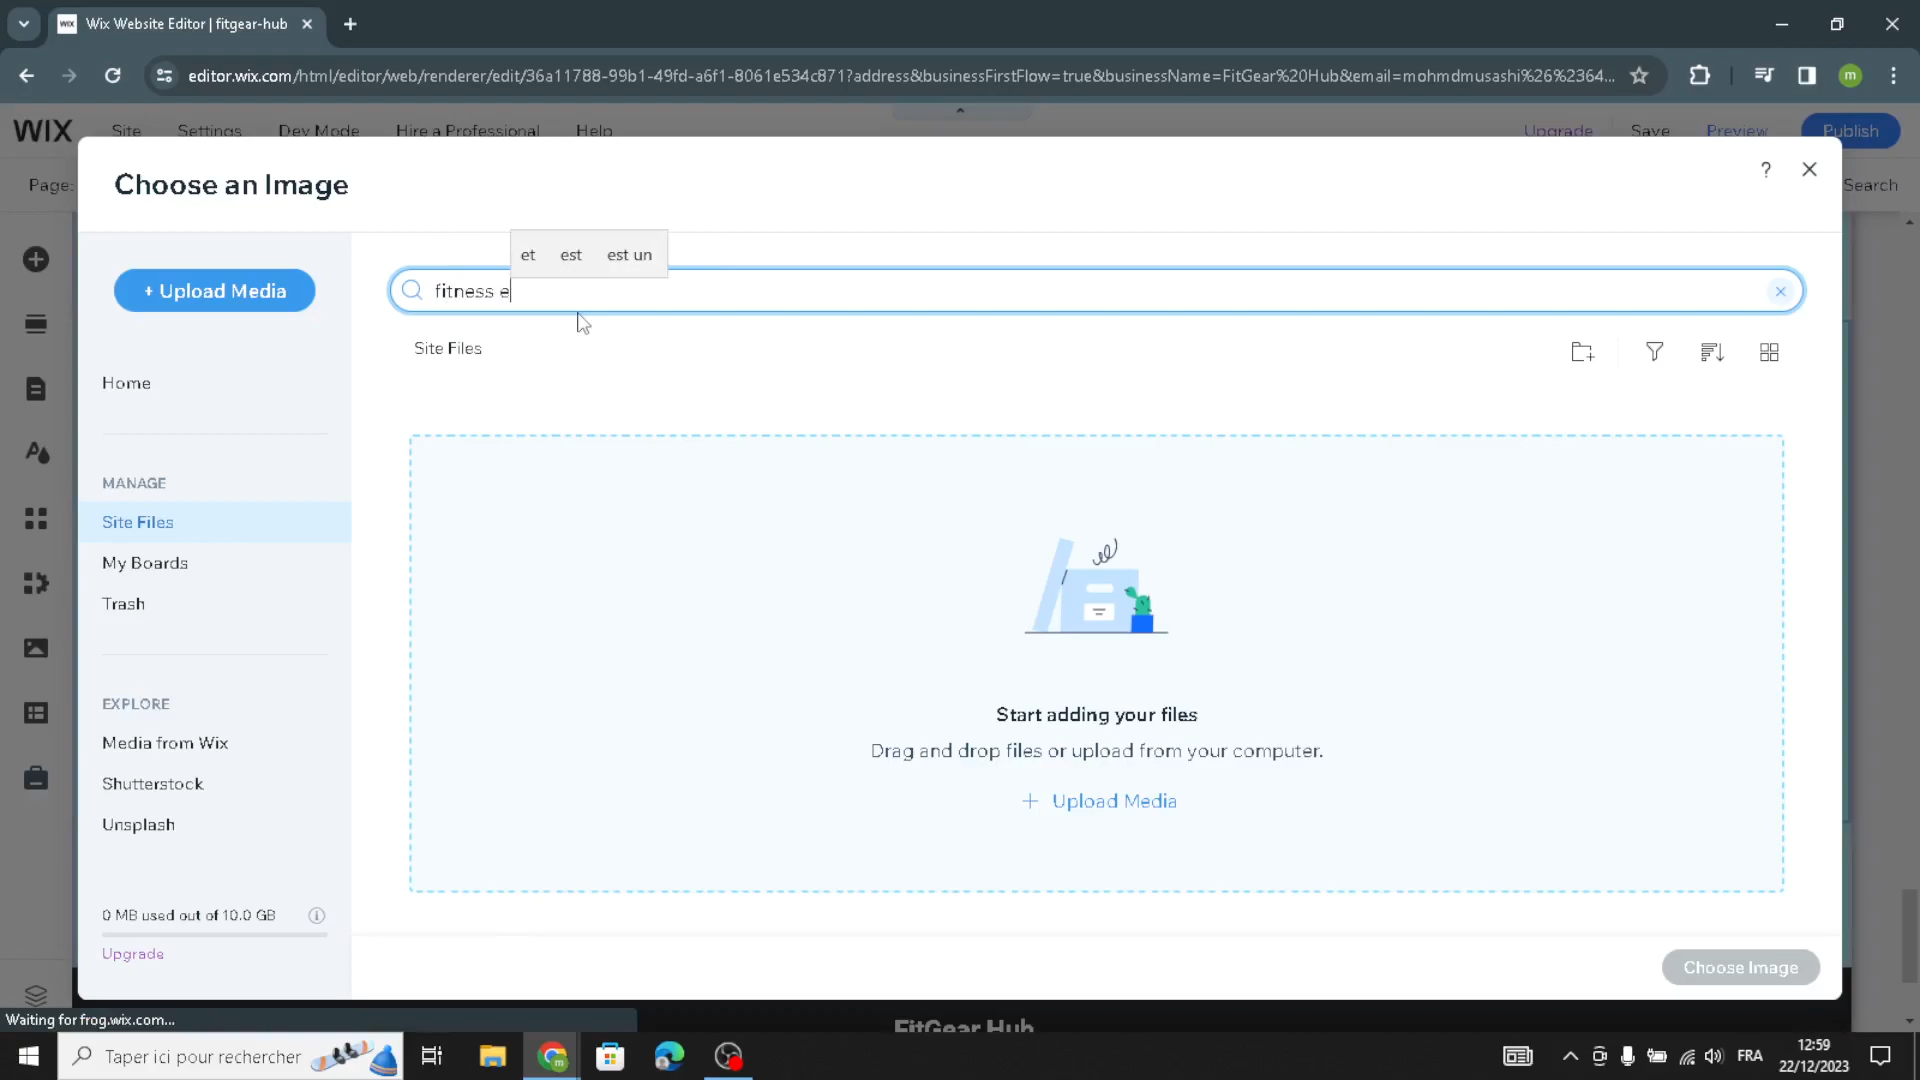 Wix Website Editor | fitgear-hub
editor.wix.com/html/editor/web/renderer/edit/36a11788-99b1-49fd-a6f1-8061e534c871?address&businessFirstFlow=true&businessName=FitGear%20Hub&email=mohmdmusashi%26%2364...
m
WIX Site Settings Dev Mode Hire a Professional Help Upgrade Save Preview Publish
Page: Search
Choose an Image
?
et est est un
+ Upload Media
fitness e
Site Files
Home
MANAGE
Site Files
My Boards
Trash
EXPLORE
Media from Wix
Shutterstock
Unsplash
Start adding your files
Drag and drop files or upload from your computer.
+ Upload Media
0 MB used out of 10.0 GB
Upgrade
Choose Image
Waiting for frog.wix.com...
FitGear Hub
Taper ici pour rechercher
FRA
12:59
22/12/2023